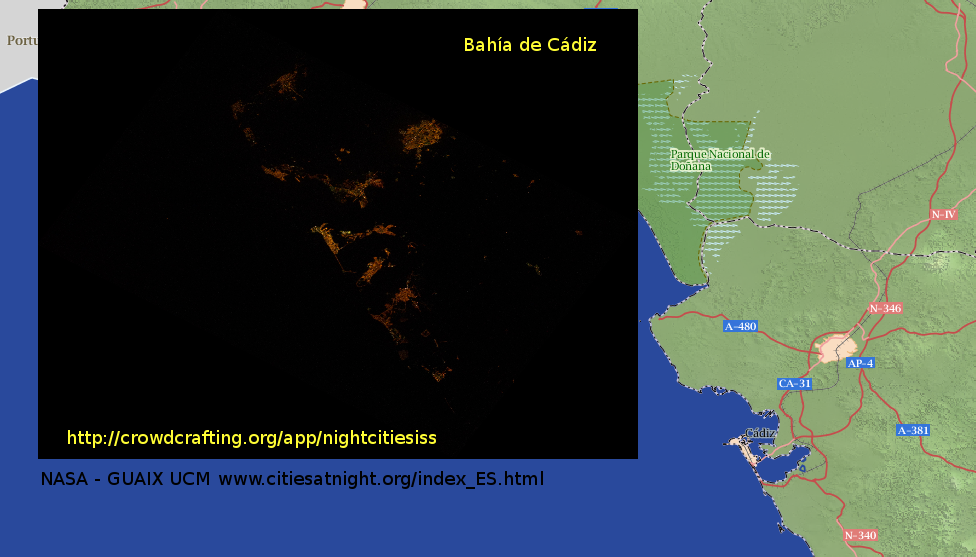 Bahía de Cádiz
Parque Nacional de
Doñana
N-IV
N-346
A-480
AP-4
CA-31
A-381
Cádiz
http://crowdcrafting.org/app/nightcitiesiss
NASA - GUAIX UCM www.citiesatnight.org/index_ES.html
N-340